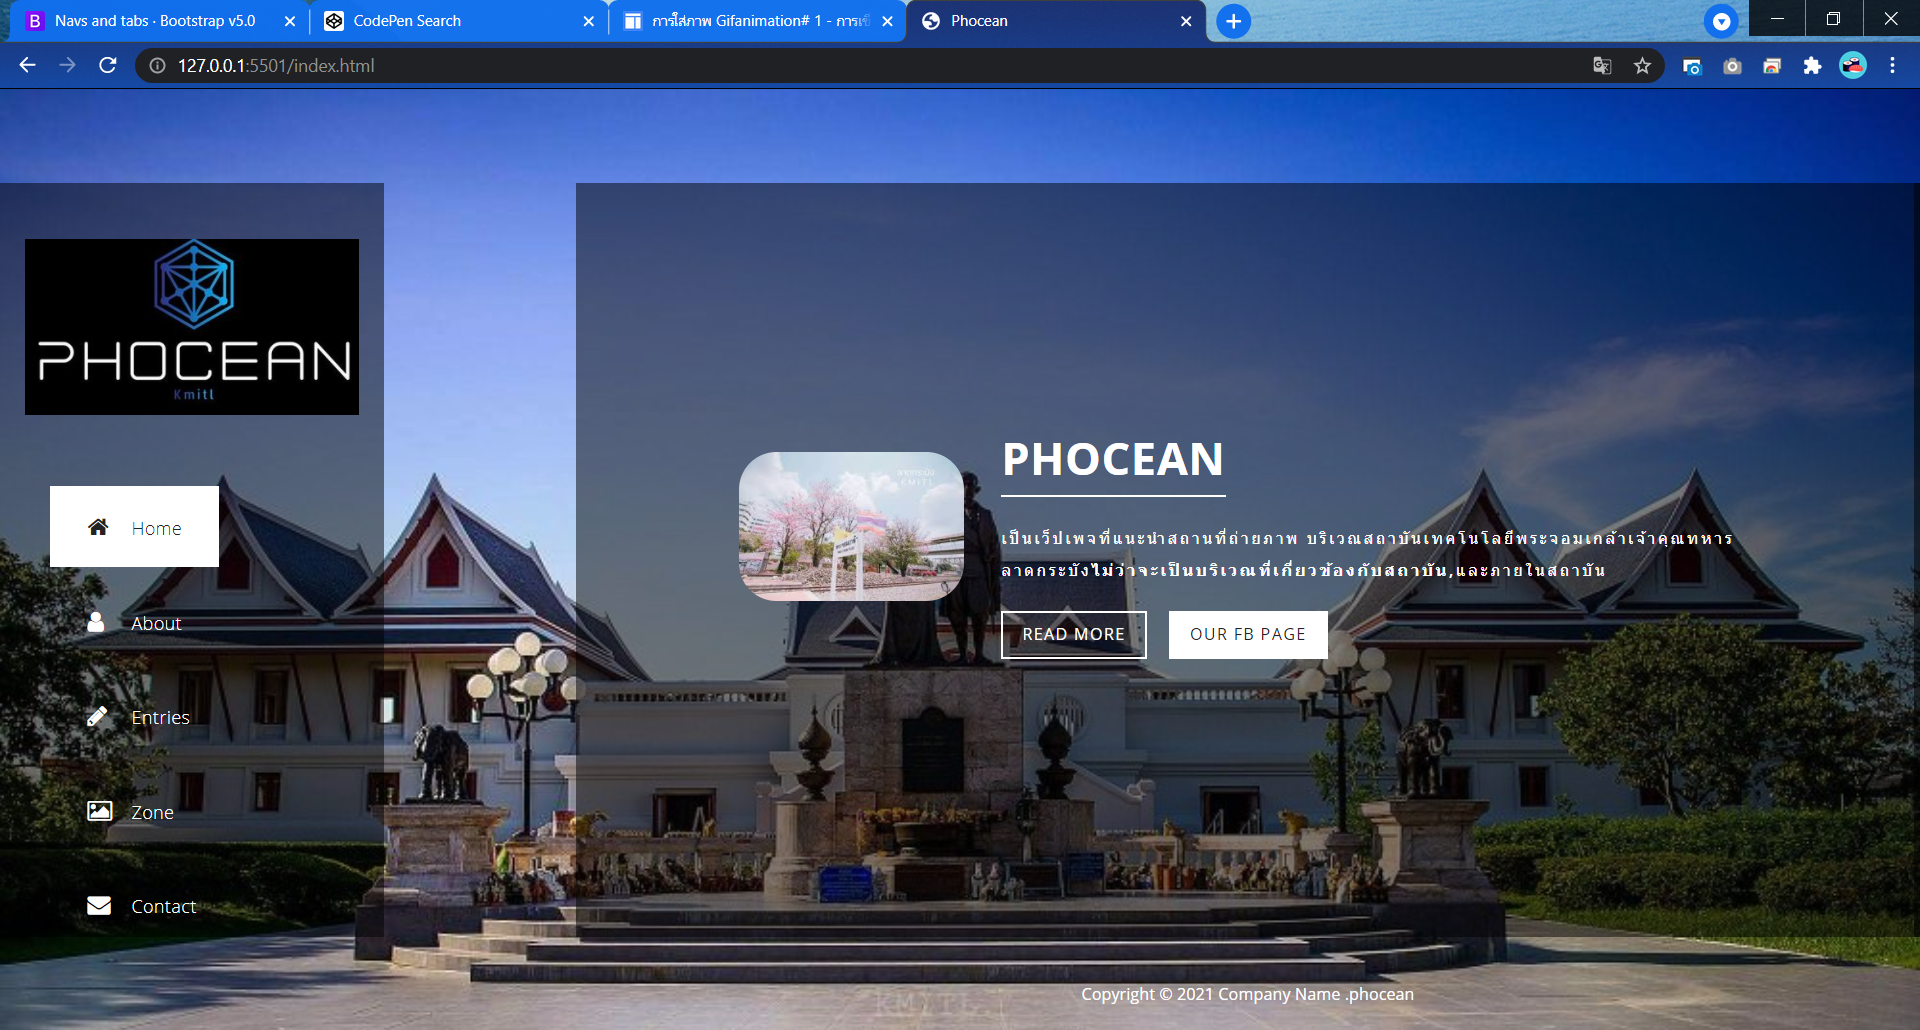 Navs and tabs · Bootstrap v5.0
CodePen Search
การใส่ภาพ Gifanimation# 1 - การเขี
Phocean
127.0.0.1:5501/index.html
PHOCEAN
Kmitl
Home
About
Entries
Zone
Contact
KMITL
PHOCEAN
เป็นเว็ปเพจที่แนะนำสถานที่ถ่ายภาพ บริเวณสถาบันเทคโนโลยีพระจอมเกล้าเจ้าคุณทหาร
ลาดกระบังไม่ว่าจะเป็นบริเวณที่เกี่ยวข้องกับสถาบัน,และภายในสถาบัน
READ MORE
OUR FB PAGE
KMITL
Copyright © 2021 Company Name .phocean